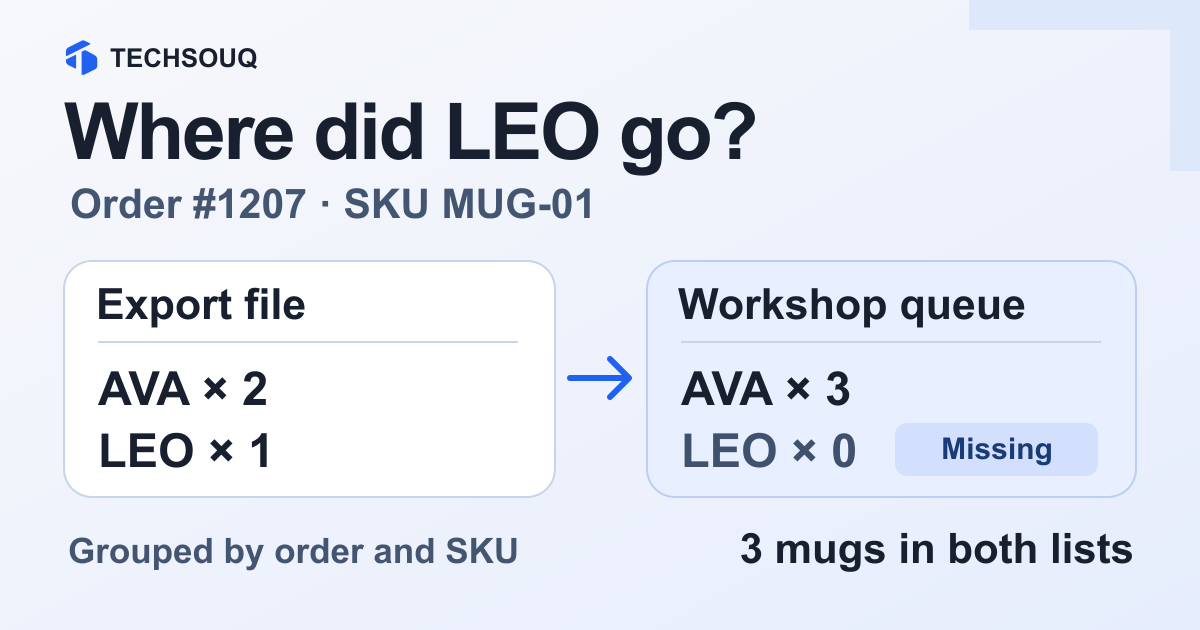 TECHSOUQ
Where did LEO go?
Order #1207 · SKU MUG-01
Export file
AVA × 2
LEO × 1
Workshop queue
AVA × 3
LEO × 0
Missing
Grouped by order and SKU
3 mugs in both lists